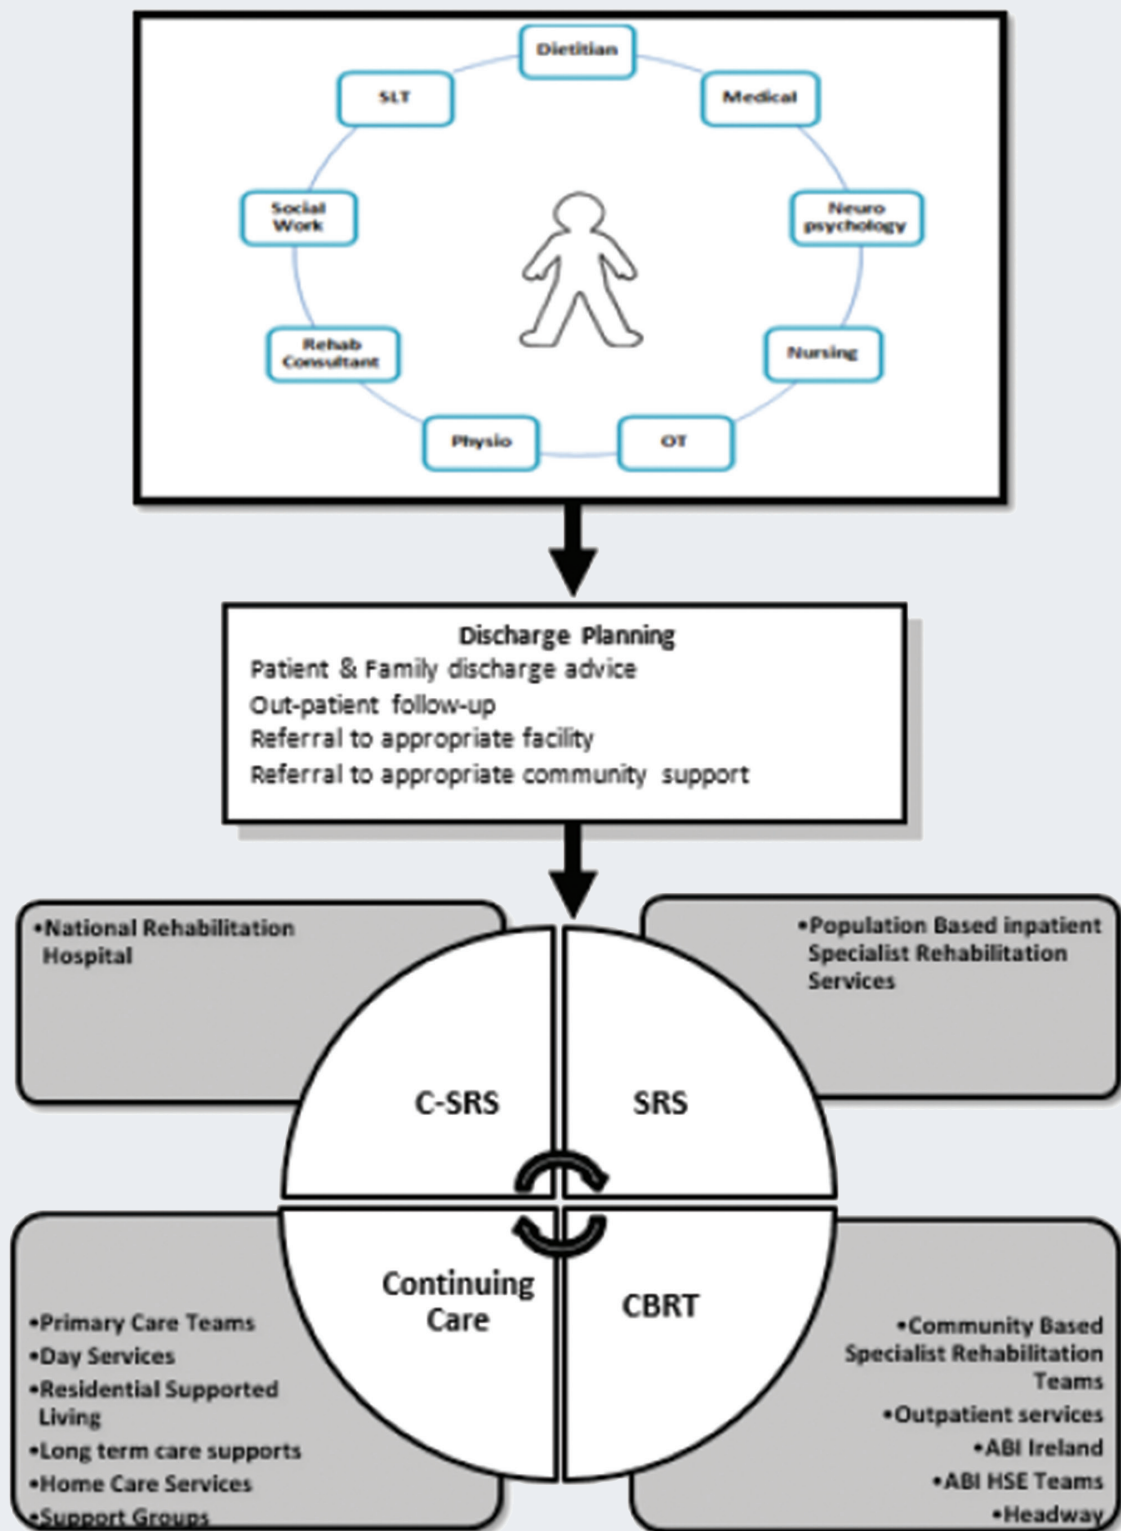 Dietitian
SLT
Medical
Social
Work
Neuro
psychology
Rehab
Consultant
Nursing
Physio
OT
Discharge Planning
Patient & Family discharge advice
Out-patient follow-up
Referral to appropriate facility
Referral to appropriate community support
•National Rehabilitation
Hospital
•Population Based inpatient
Specialist Rehabilitation
Services
C-SRS
SRS
Continuing
Care
CBRT
•Primary Care Teams
•Day Services
•Residential Supported
Living
•Long term care supports
•Home Care Services
•Support Groups
•Community Based
Specialist Rehabilitation
Teams
•Outpatient services
•ABI Ireland
•ABI HSE Teams
•Headway